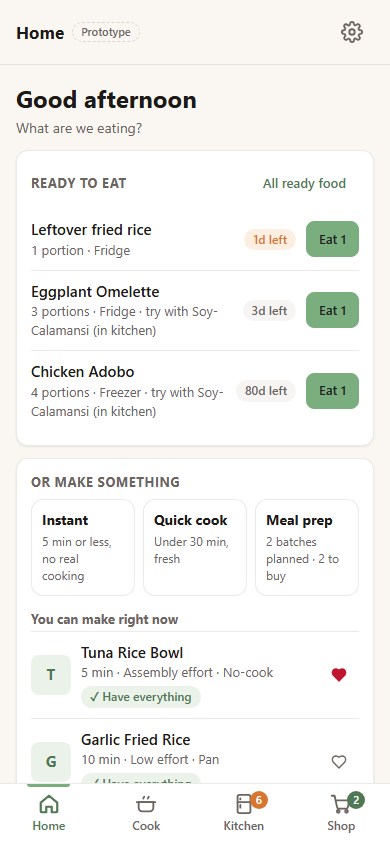 Home Prototype
Good afternoon
What are we eating?
READY TO EAT All ready food
Leftover fried rice
1 portion · Fridge
1d left Eat 1
Eggplant Omelette
3 portions · Fridge · try with Soy-
Calamansi (in kitchen)
3d left Eat 1
Chicken Adobo
4 portions · Freezer · try with Soy-
Calamansi (in kitchen)
80d left Eat 1
OR MAKE SOMETHING
Instant
5 min or less,
no real
cooking
Quick cook
Under 30 min,
fresh
Meal prep
2 batches
planned · 2 to
buy
You can make right now
T
Tuna Rice Bowl
5 min · Assembly effort · No-cook
✓ Have everything
G
Garlic Fried Rice
10 min · Low effort · Pan
✓ Have everything
Home
Cook
6
Kitchen
2
Shop